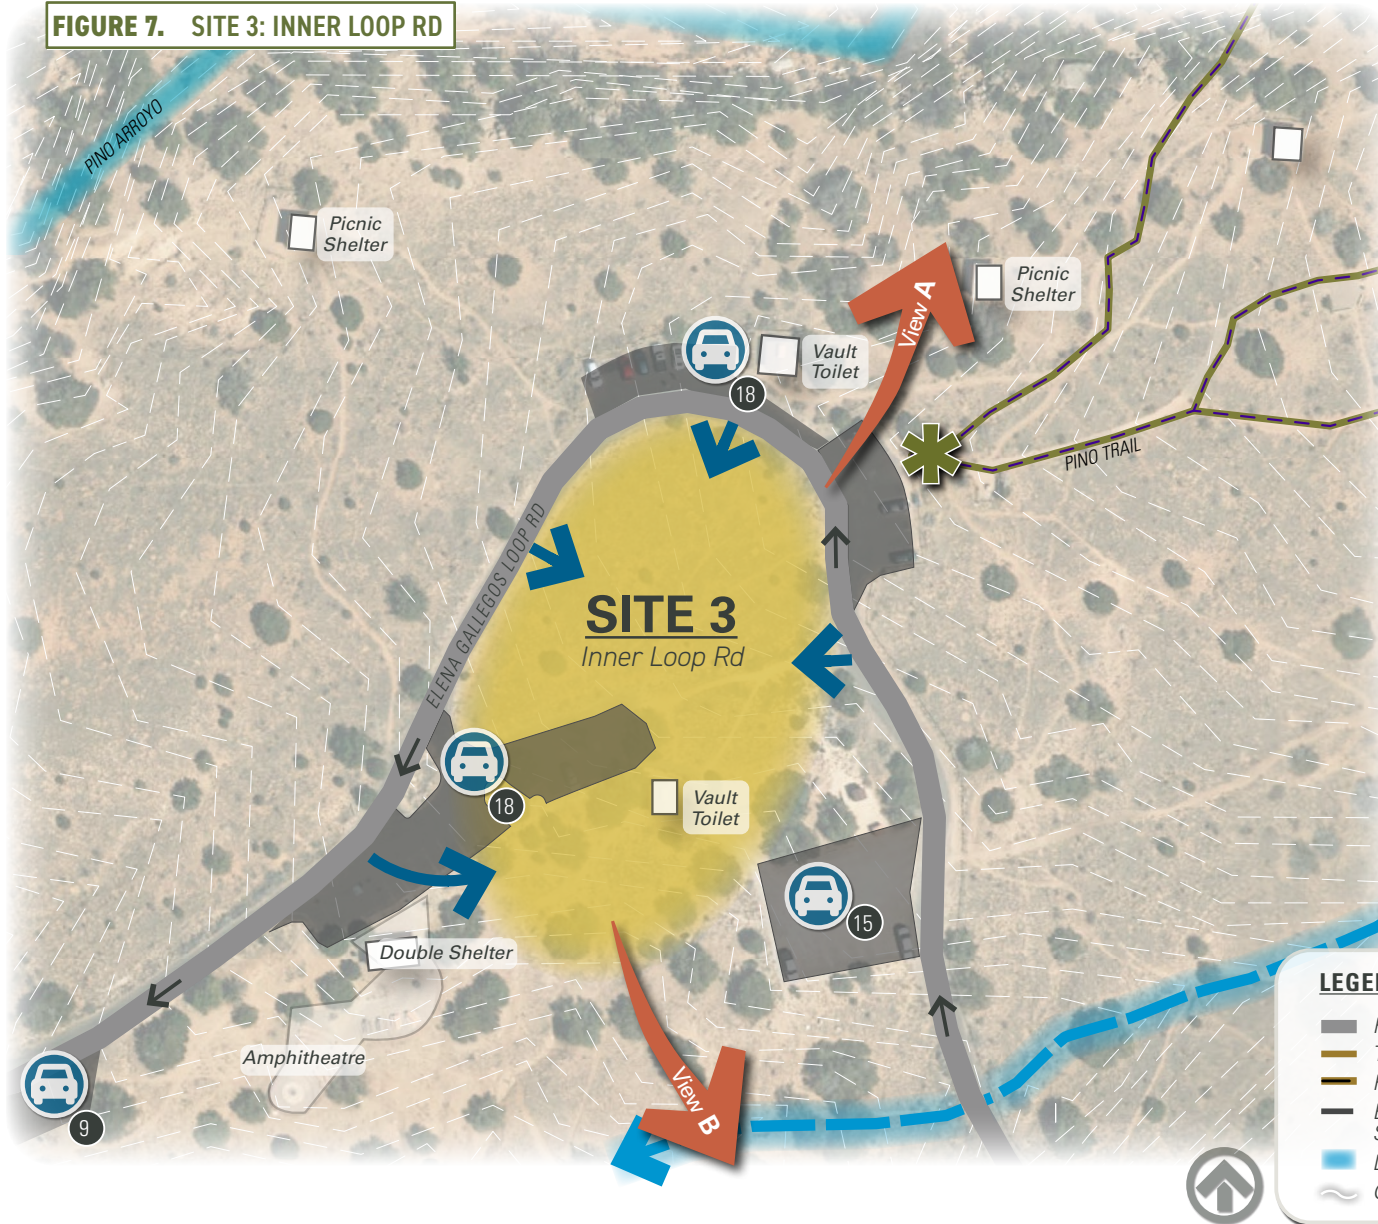 FIGURE 7. SITE 3: INNER LOOP RD
PINO ARROYO
Picnic
Shelter
Picnic
Shelter
View A
Vault
Toilet
18
PINO TRAIL
ELENA GALLEGOS LOOP RD
SITE 3
Inner Loop Rd
18
Vault
Toilet
15
Double Shelter
Amphitheatre
View B
9